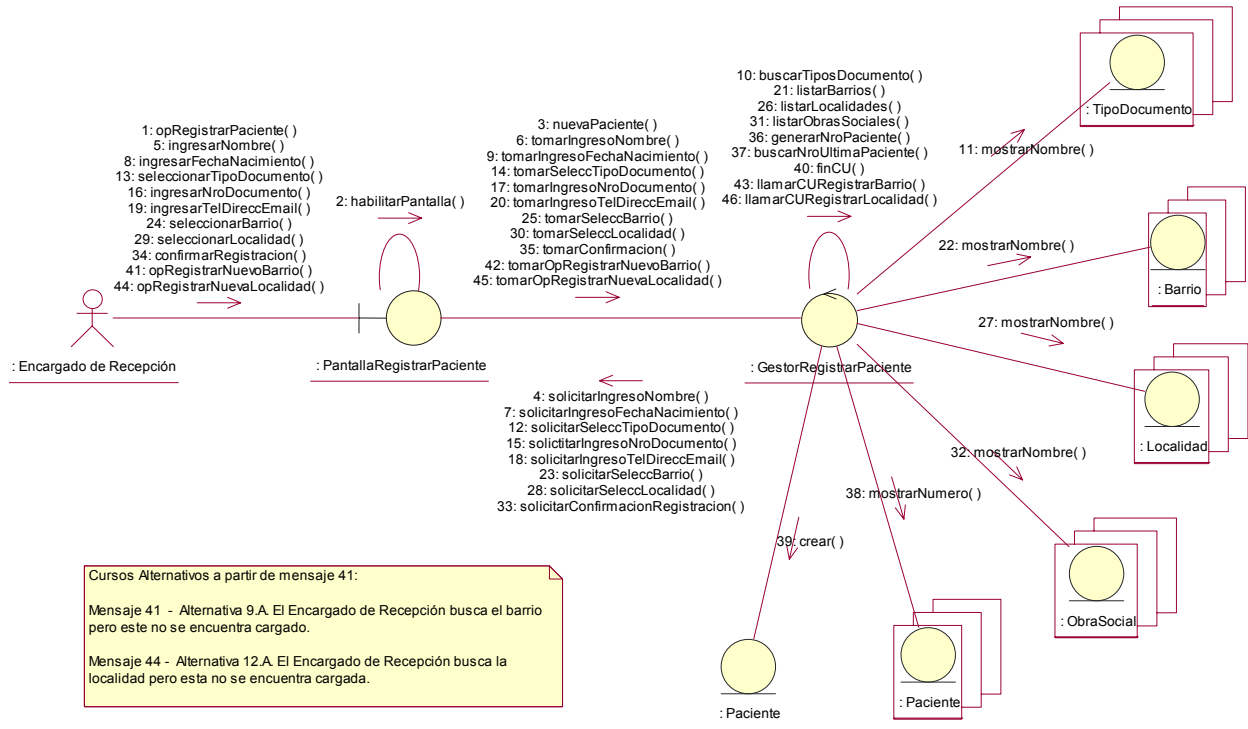 1: opRegistrarPaciente( )
5: ingresarNombre( )
8: ingresarFechaNacimiento( )
13: seleccionarTipoDocumento( )
16: ingresarNroDocumento( )
19: ingresarTelDireccEmail( )
24: seleccionarBarrio( )
29: seleccionarLocalidad( )
34: confirmarRegistracion( )
41: opRegistrarNuevoBarrio( )
44: opRegistrarNuevaLocalidad( )
2: habilitarPantalla( )
3: nuevaPaciente( )
6: tomarIngresoNombre( )
9: tomarIngresoFechaNacimiento( )
14: tomarSeleccTipoDocumento( )
17: tomarIngresoNroDocumento( )
20: tomarIngresoTelDireccEmail( )
25: tomarSeleccBarrio( )
30: tomarSeleccLocalidad( )
35: tomarConfirmacion( )
42: tomarOpRegistrarNuevoBarrio( )
45: tomarOpRegistrarNuevaLocalidad( )
10: buscarTiposDocumento( )
21: listarBarrios( )
26: listarLocalidades( )
31: listarObrasSociales( )
36: generarNroPaciente( )
37: buscarNroUltimaPaciente( )
40: finCU( )
43: llamarCURegistrarBarrio( )
46: llamarCURegistrarLocalidad( )
11: mostrarNombre( )
: TipoDocumento
22: mostrarNombre( )
: Barrio
27: mostrarNombre( )
: Localidad
: Encargado de Recepción
: PantallaRegistrarPaciente
: GestorRegistrarPaciente
4: solicitarIngresoNombre( )
7: solicitarIngresoFechaNacimiento( )
12: solicitarSeleccTipoDocumento( )
15: solictitarIngresoNroDocumento( )
18: solicitarIngresoTelDireccEmail( )
23: solicitarSeleccBarrio( )
28: solicitarSeleccLocalidad( )
33: solicitarConfirmacionRegistracion( )
32: mostrarNombre( )
: ObraSocial
38: mostrarNumero( )
39: crear( )
: Paciente
: Paciente
Cursos Alternativos a partir de mensaje 41:
Mensaje 41 - Alternativa 9.A. El Encargado de Recepción busca el barrio
pero este no se encuentra cargado.
Mensaje 44 - Alternativa 12.A. El Encargado de Recepción busca la
localidad pero esta no se encuentra cargada.